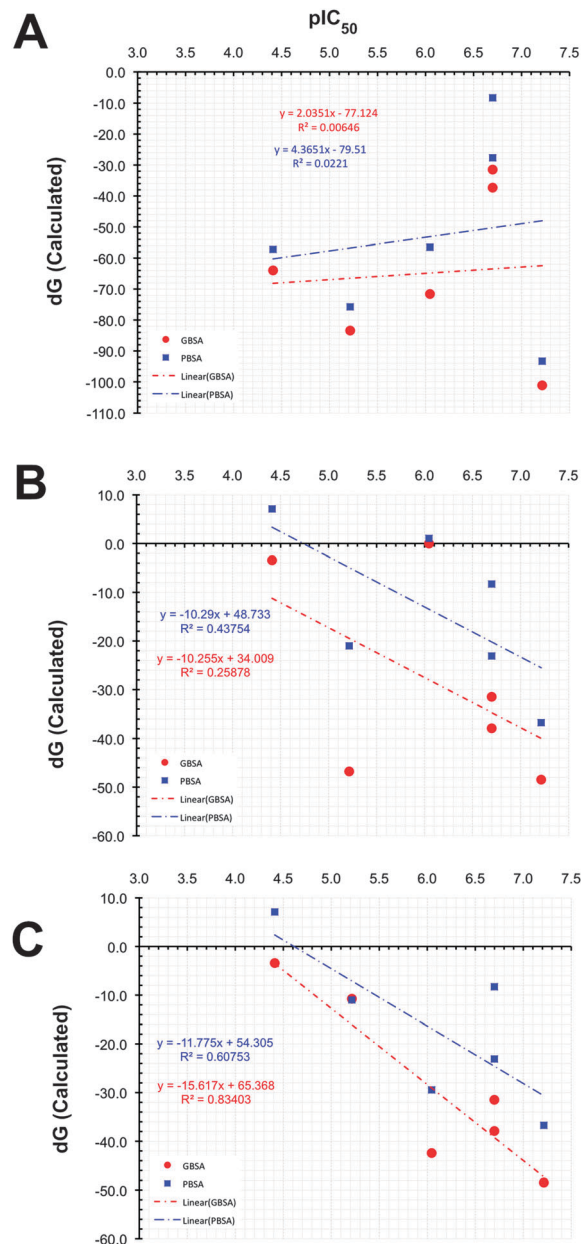 A
pIC50
3.0 3.5 4.0 4.5 5.0 5.5 6.0 6.5 7.0 7.5
0.0
-10.0
-20.0
-30.0
-40.0
-50.0
-60.0
-70.0
-80.0
-90.0
-100.0
-110.0
dG (Calculated)
y = 2.0351x - 77.124
R² = 0.00646
y = 4.3651x - 79.51
R² = 0.0221
GBSA
PBSA
Linear(GBSA)
Linear(PBSA)
B
3.0 3.5 4.0 4.5 5.0 5.5 6.0 6.5 7.0 7.5
10.0
0.0
-10.0
-20.0
-30.0
-40.0
-50.0
-60.0
dG (Calculated)
y = -10.29x + 48.733
R² = 0.43754
y = -10.255x + 34.009
R² = 0.25878
GBSA
PBSA
Linear(GBSA)
Linear(PBSA)
C
3.0 3.5 4.0 4.5 5.0 5.5 6.0 6.5 7.0 7.5
10.0
0.0
-10.0
-20.0
-30.0
-40.0
-50.0
-60.0
dG (Calculated)
y = -11.775x + 54.305
R² = 0.60753
y = -15.617x + 65.368
R² = 0.83403
GBSA
PBSA
Linear(GBSA)
Linear(PBSA)